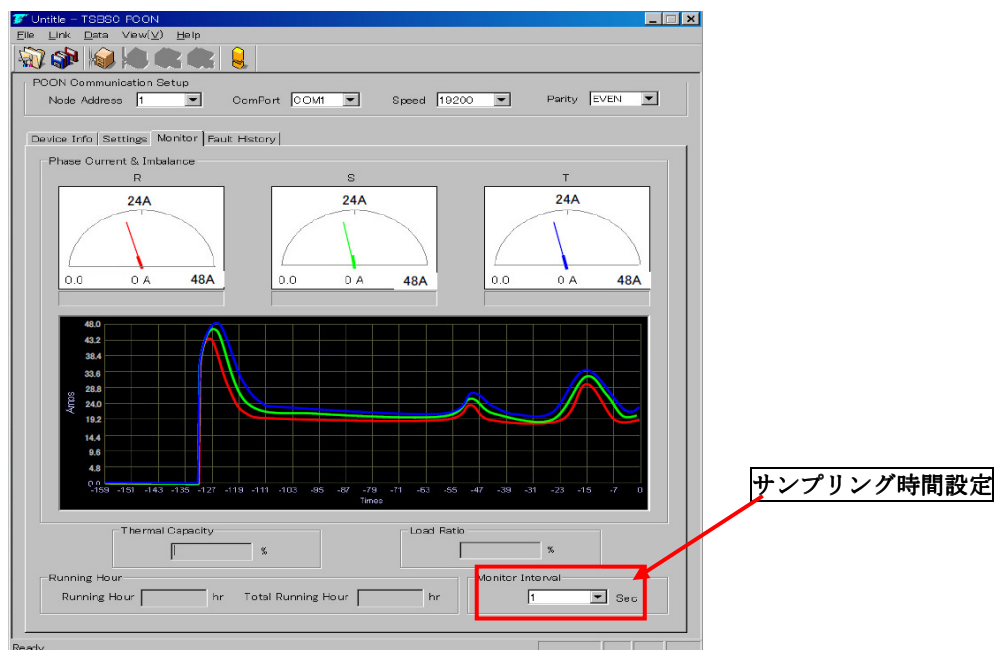 Untitle - TSBSO PCON
File Link Data View(V) Help
PCON Communication Setup
Node Address 1 ComPort COM1 Speed 19200 Parity EVEN
Device Info Settings Monitor Fault History
Phase Current & Imbalance
R S T
24A 24A 24A
0.0 0 A 48A 0.0 0 A 48A 0.0 0 A 48A
48.0
43.2
38.4
33.6
28.8
24.0
19.2
14.4
9.6
4.8
0.0
Amps
-159 -151 -143 -135 -127 -119 -111 -103 -95 -87 -79 -71 -63 -55 -47 -39 -31 -23 -15 -7 0
Times
サンプリング時間設定
Thermal Capacity Load Ratio
% %
Running Hour Monitor Interval
Running Hour hr Total Running Hour hr 1 Sec
Ready